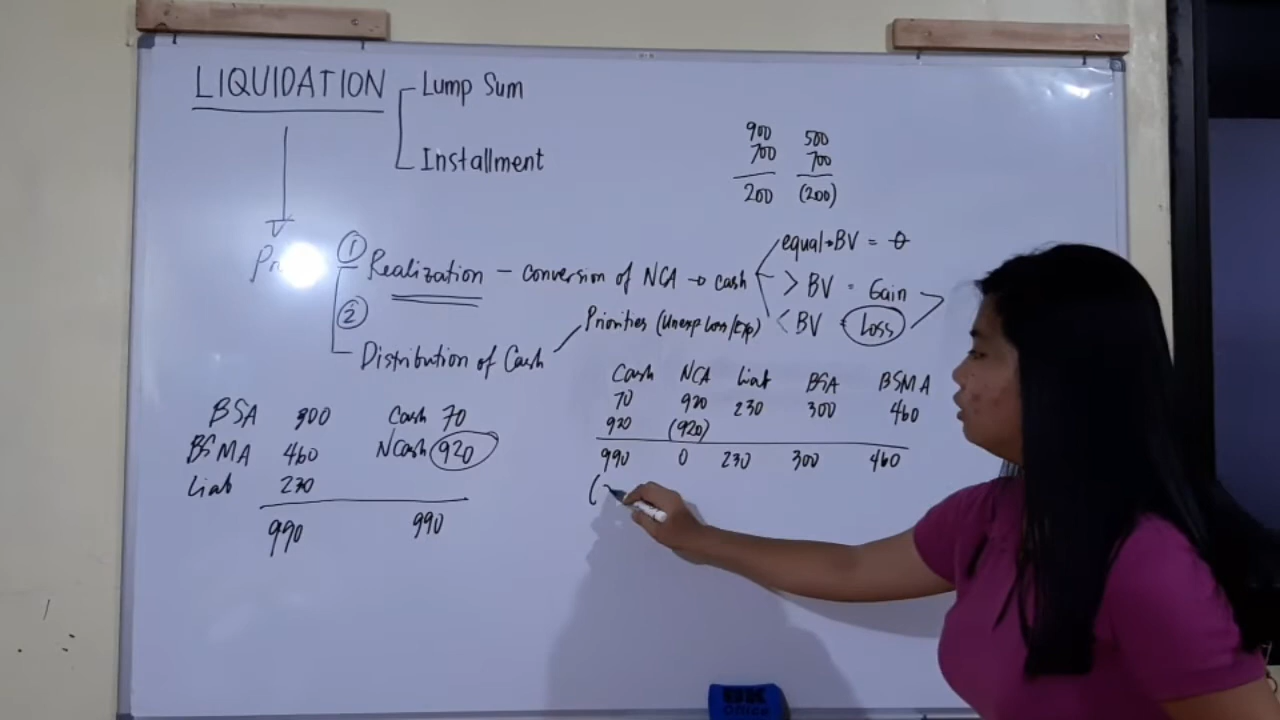 LIQUIDATION
Lump Sum
Installment
900 500
700 700
200 (200)
① Realization – conversion of NCA → cash
equal → BV = 0
> BV = Gain
< BV = Loss
②
Distribution of Cash
Priorities (Unexp Loss/Exp)
BSA 300 Cash 70
BSMA 460 NCash 920
Liab 230
990 990
Cash NCA Liab BSA BSMA
70 920 230 300 460
920 (920)
990 0 230 300 460
(
BK
Office